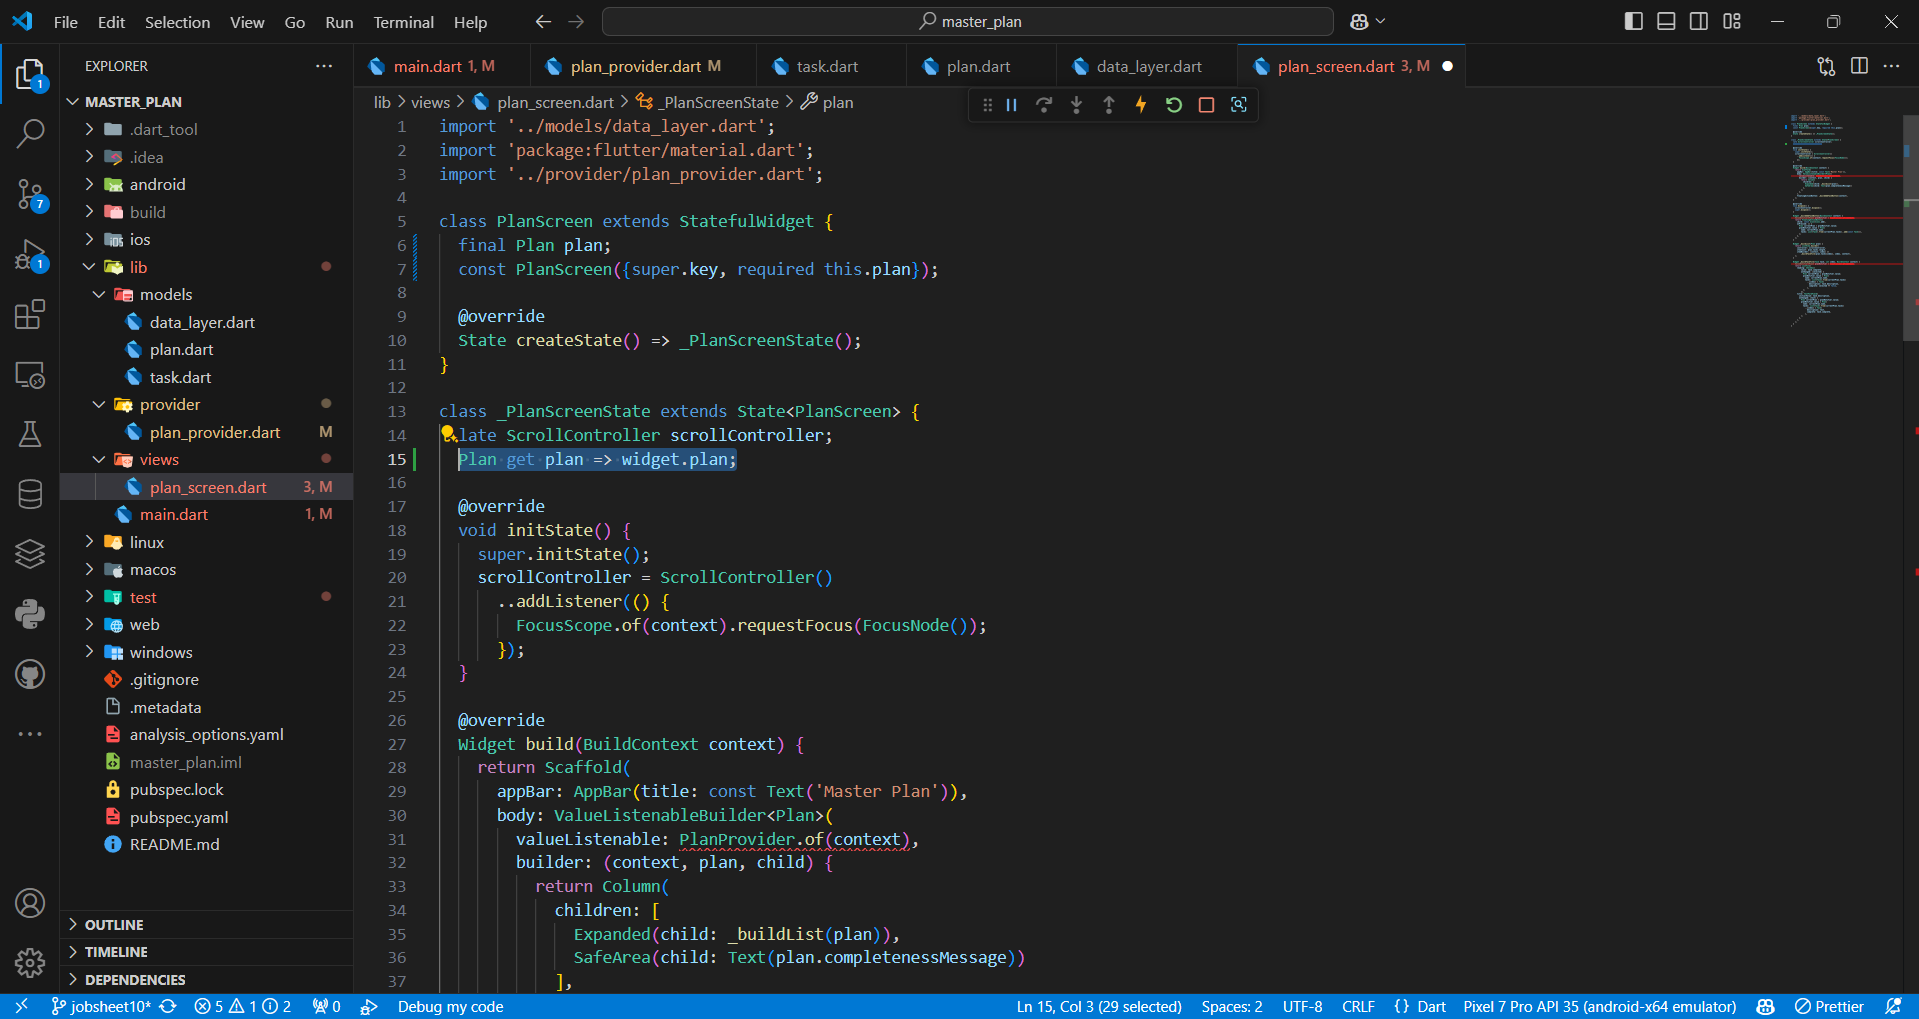 File Edit Selection View Go Run Terminal Help
master_plan
EXPLORER
main.dart 1, M
plan_provider.dart M
task.dart
plan.dart
data_layer.dart
plan_screen.dart 3, M
lib > views > plan_screen.dart > _PlanScreenState > plan
MASTER_PLAN
.dart_tool
.idea
android
build
ios
lib
models
data_layer.dart
plan.dart
task.dart
provider
plan_provider.dart M
views
plan_screen.dart 3, M
main.dart 1, M
linux
macos
test
web
windows
.gitignore
.metadata
analysis_options.yaml
master_plan.iml
pubspec.lock
pubspec.yaml
README.md
OUTLINE
TIMELINE
DEPENDENCIES
1
7
1
1 import '../models/data_layer.dart';
2 import 'package:flutter/material.dart';
3 import '../provider/plan_provider.dart';
4
5 class PlanScreen extends StatefulWidget {
6 final Plan plan;
7 const PlanScreen({super.key, required this.plan});
8
9 @override
10 State createState() => _PlanScreenState();
11 }
12
13 class _PlanScreenState extends State<PlanScreen> {
14 late ScrollController scrollController;
15 Plan get plan => widget.plan;
16
17 @override
18 void initState() {
19 super.initState();
20 scrollController = ScrollController()
21 ..addListener(() {
22 FocusScope.of(context).requestFocus(FocusNode());
23 });
24 }
25
26 @override
27 Widget build(BuildContext context) {
28 return Scaffold(
29 appBar: AppBar(title: const Text('Master Plan')),
30 body: ValueListenableBuilder<Plan>(
31 valueListenable: PlanProvider.of(context),
32 builder: (context, plan, child) {
33 return Column(
34 children: [
35 Expanded(child: _buildList(plan)),
36 SafeArea(child: Text(plan.completenessMessage))
37 ],
jobsheet10* 5 1 2 0 Debug my code
Ln 15, Col 3 (29 selected) Spaces: 2 UTF-8 CRLF {} Dart Pixel 7 Pro API 35 (android-x64 emulator) Prettier